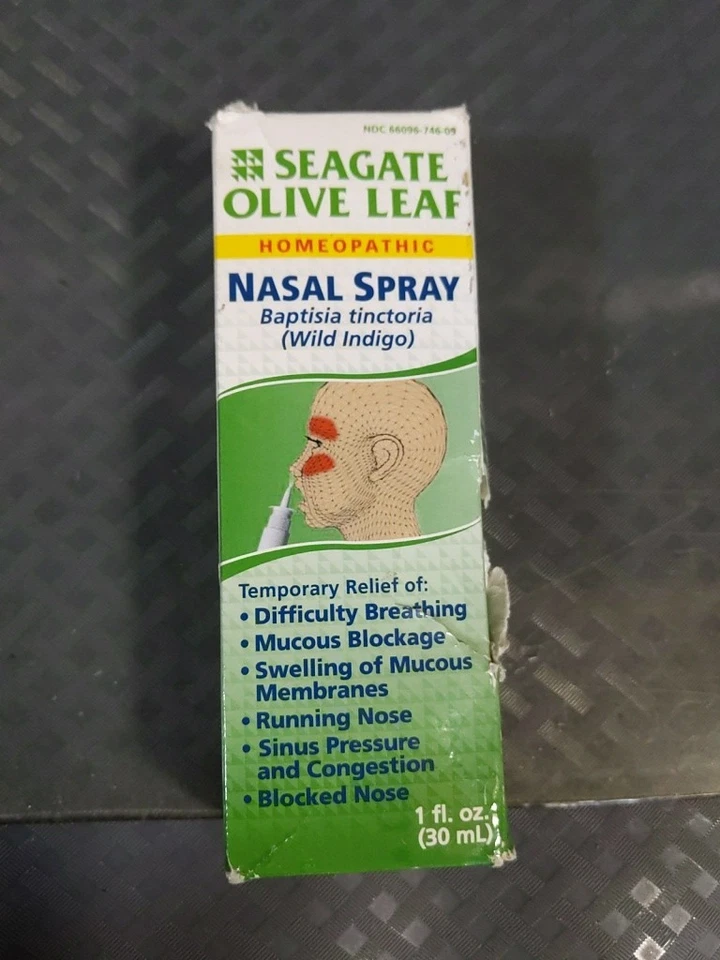 NDC 66096-746-09
SEAGATE
OLIVE LEAF
HOMEOPATHIC
NASAL SPRAY
Baptisia tinctoria
(Wild Indigo)
Temporary Relief of:
• Difficulty Breathing
• Mucous Blockage
• Swelling of Mucous
Membranes
• Running Nose
• Sinus Pressure
and Congestion
• Blocked Nose
1 fl. oz.
(30 mL)